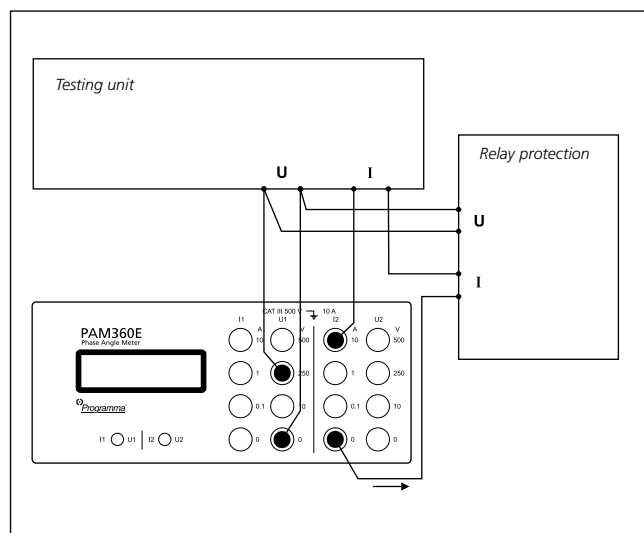 Testing unit
U I
Relay protection
U
I
CAT III 500 V 10 A
I1 U1 I2 U2
A V A V
PAM360E
Phase Angle Meter
10 500 10 500
1 250 1 250
0.1 10 0.1 10
Programma
0 0 0 0
I1 U1 I2 U2